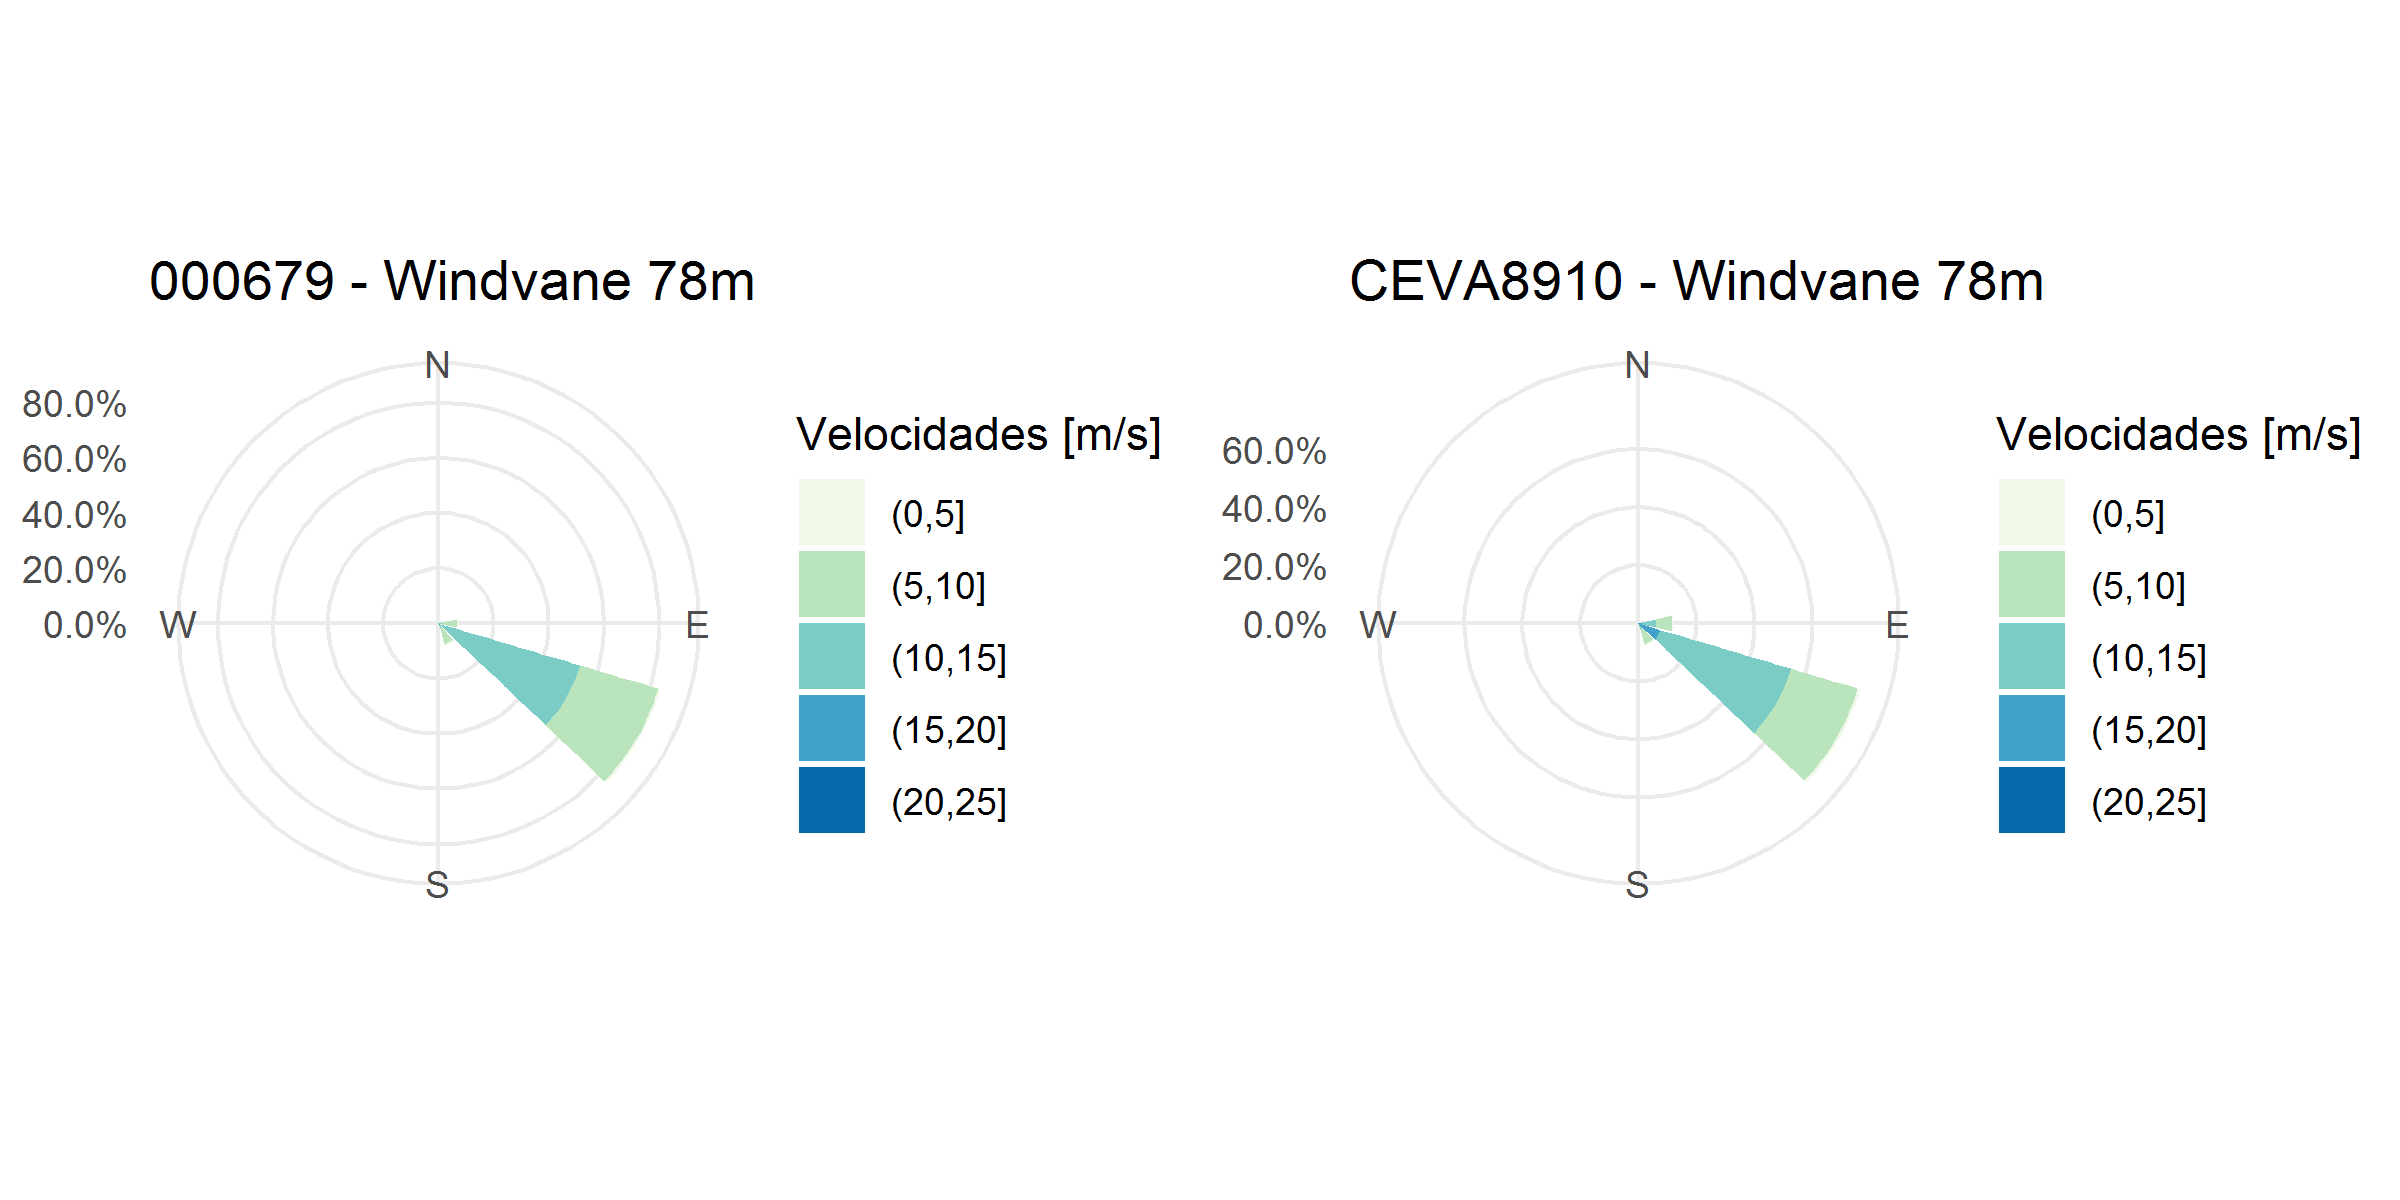 000679 - Windvane 78m
N
80.0%
60.0%
40.0%
20.0%
0.0%
W
E
S
Velocidades [m/s]
(0,5]
(5,10]
(10,15]
(15,20]
(20,25]
CEVA8910 - Windvane 78m
N
60.0%
40.0%
20.0%
0.0%
W
E
S
Velocidades [m/s]
(0,5]
(5,10]
(10,15]
(15,20]
(20,25]